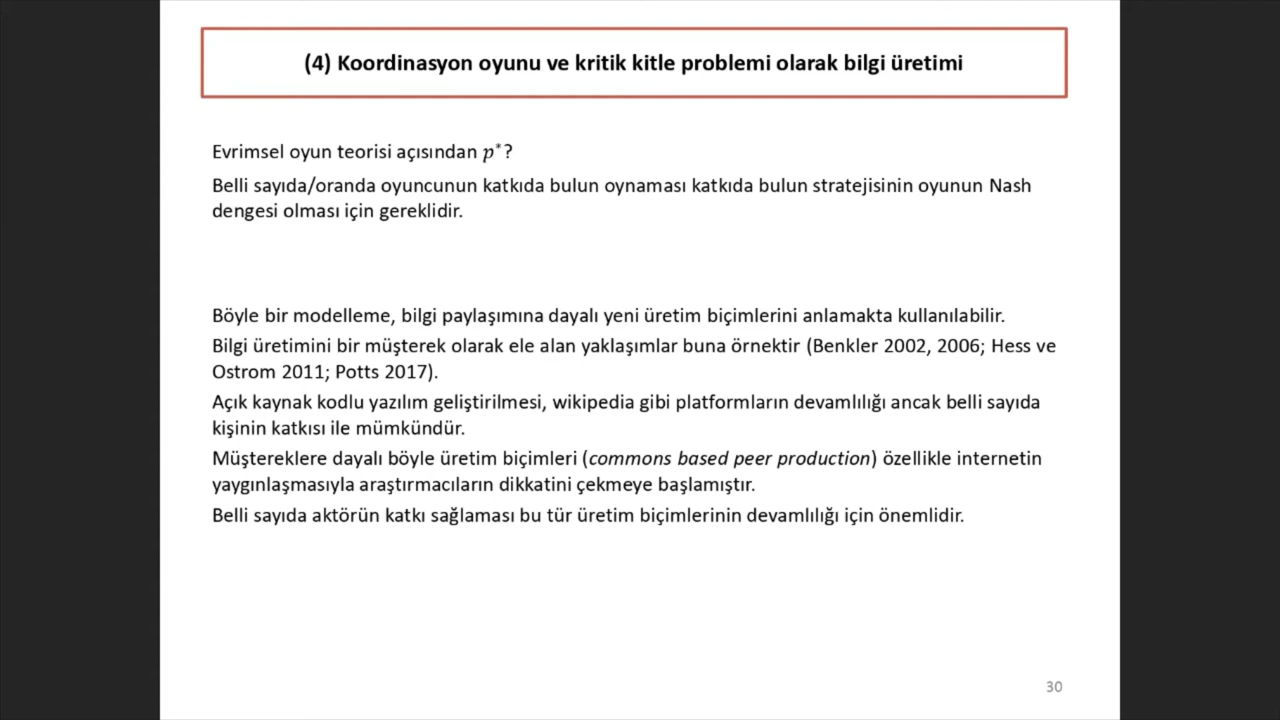 (4) Koordinasyon oyunu ve kritik kitle problemi olarak bilgi üretimi
Evrimsel oyun teorisi açısından p*?
Belli sayıda/oranda oyuncunun katkıda bulun oynaması katkıda bulun stratejisinin oyunun Nash
dengesi olması için gereklidir.
Böyle bir modelleme, bilgi paylaşımına dayalı yeni üretim biçimlerini anlamakta kullanılabilir.
Bilgi üretimini bir müşterek olarak ele alan yaklaşımlar buna örnektir (Benkler 2002, 2006; Hess ve
Ostrom 2011; Potts 2017).
Açık kaynak kodlu yazılım geliştirilmesi, wikipedia gibi platformların devamlılığı ancak belli sayıda
kişinin katkısı ile mümkündür.
Müştereklere dayalı böyle üretim biçimleri (commons based peer production) özellikle internetin
yaygınlaşmasıyla araştırmacıların dikkatini çekmeye başlamıştır.
Belli sayıda aktörün katkı sağlaması bu tür üretim biçimlerinin devamlılığı için önemlidir.
30